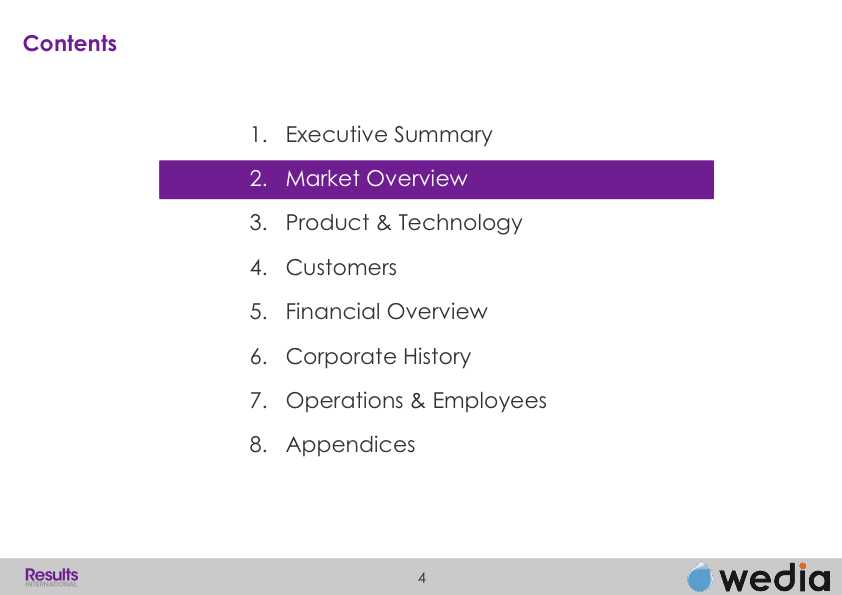 Contents
1. Executive Summary
2. Market Overview
3. Product & Technology
4. Customers
5. Financial Overview
6. Corporate History
7. Operations & Employees
8. Appendices
Results
INTERNATIONAL
4
wedia